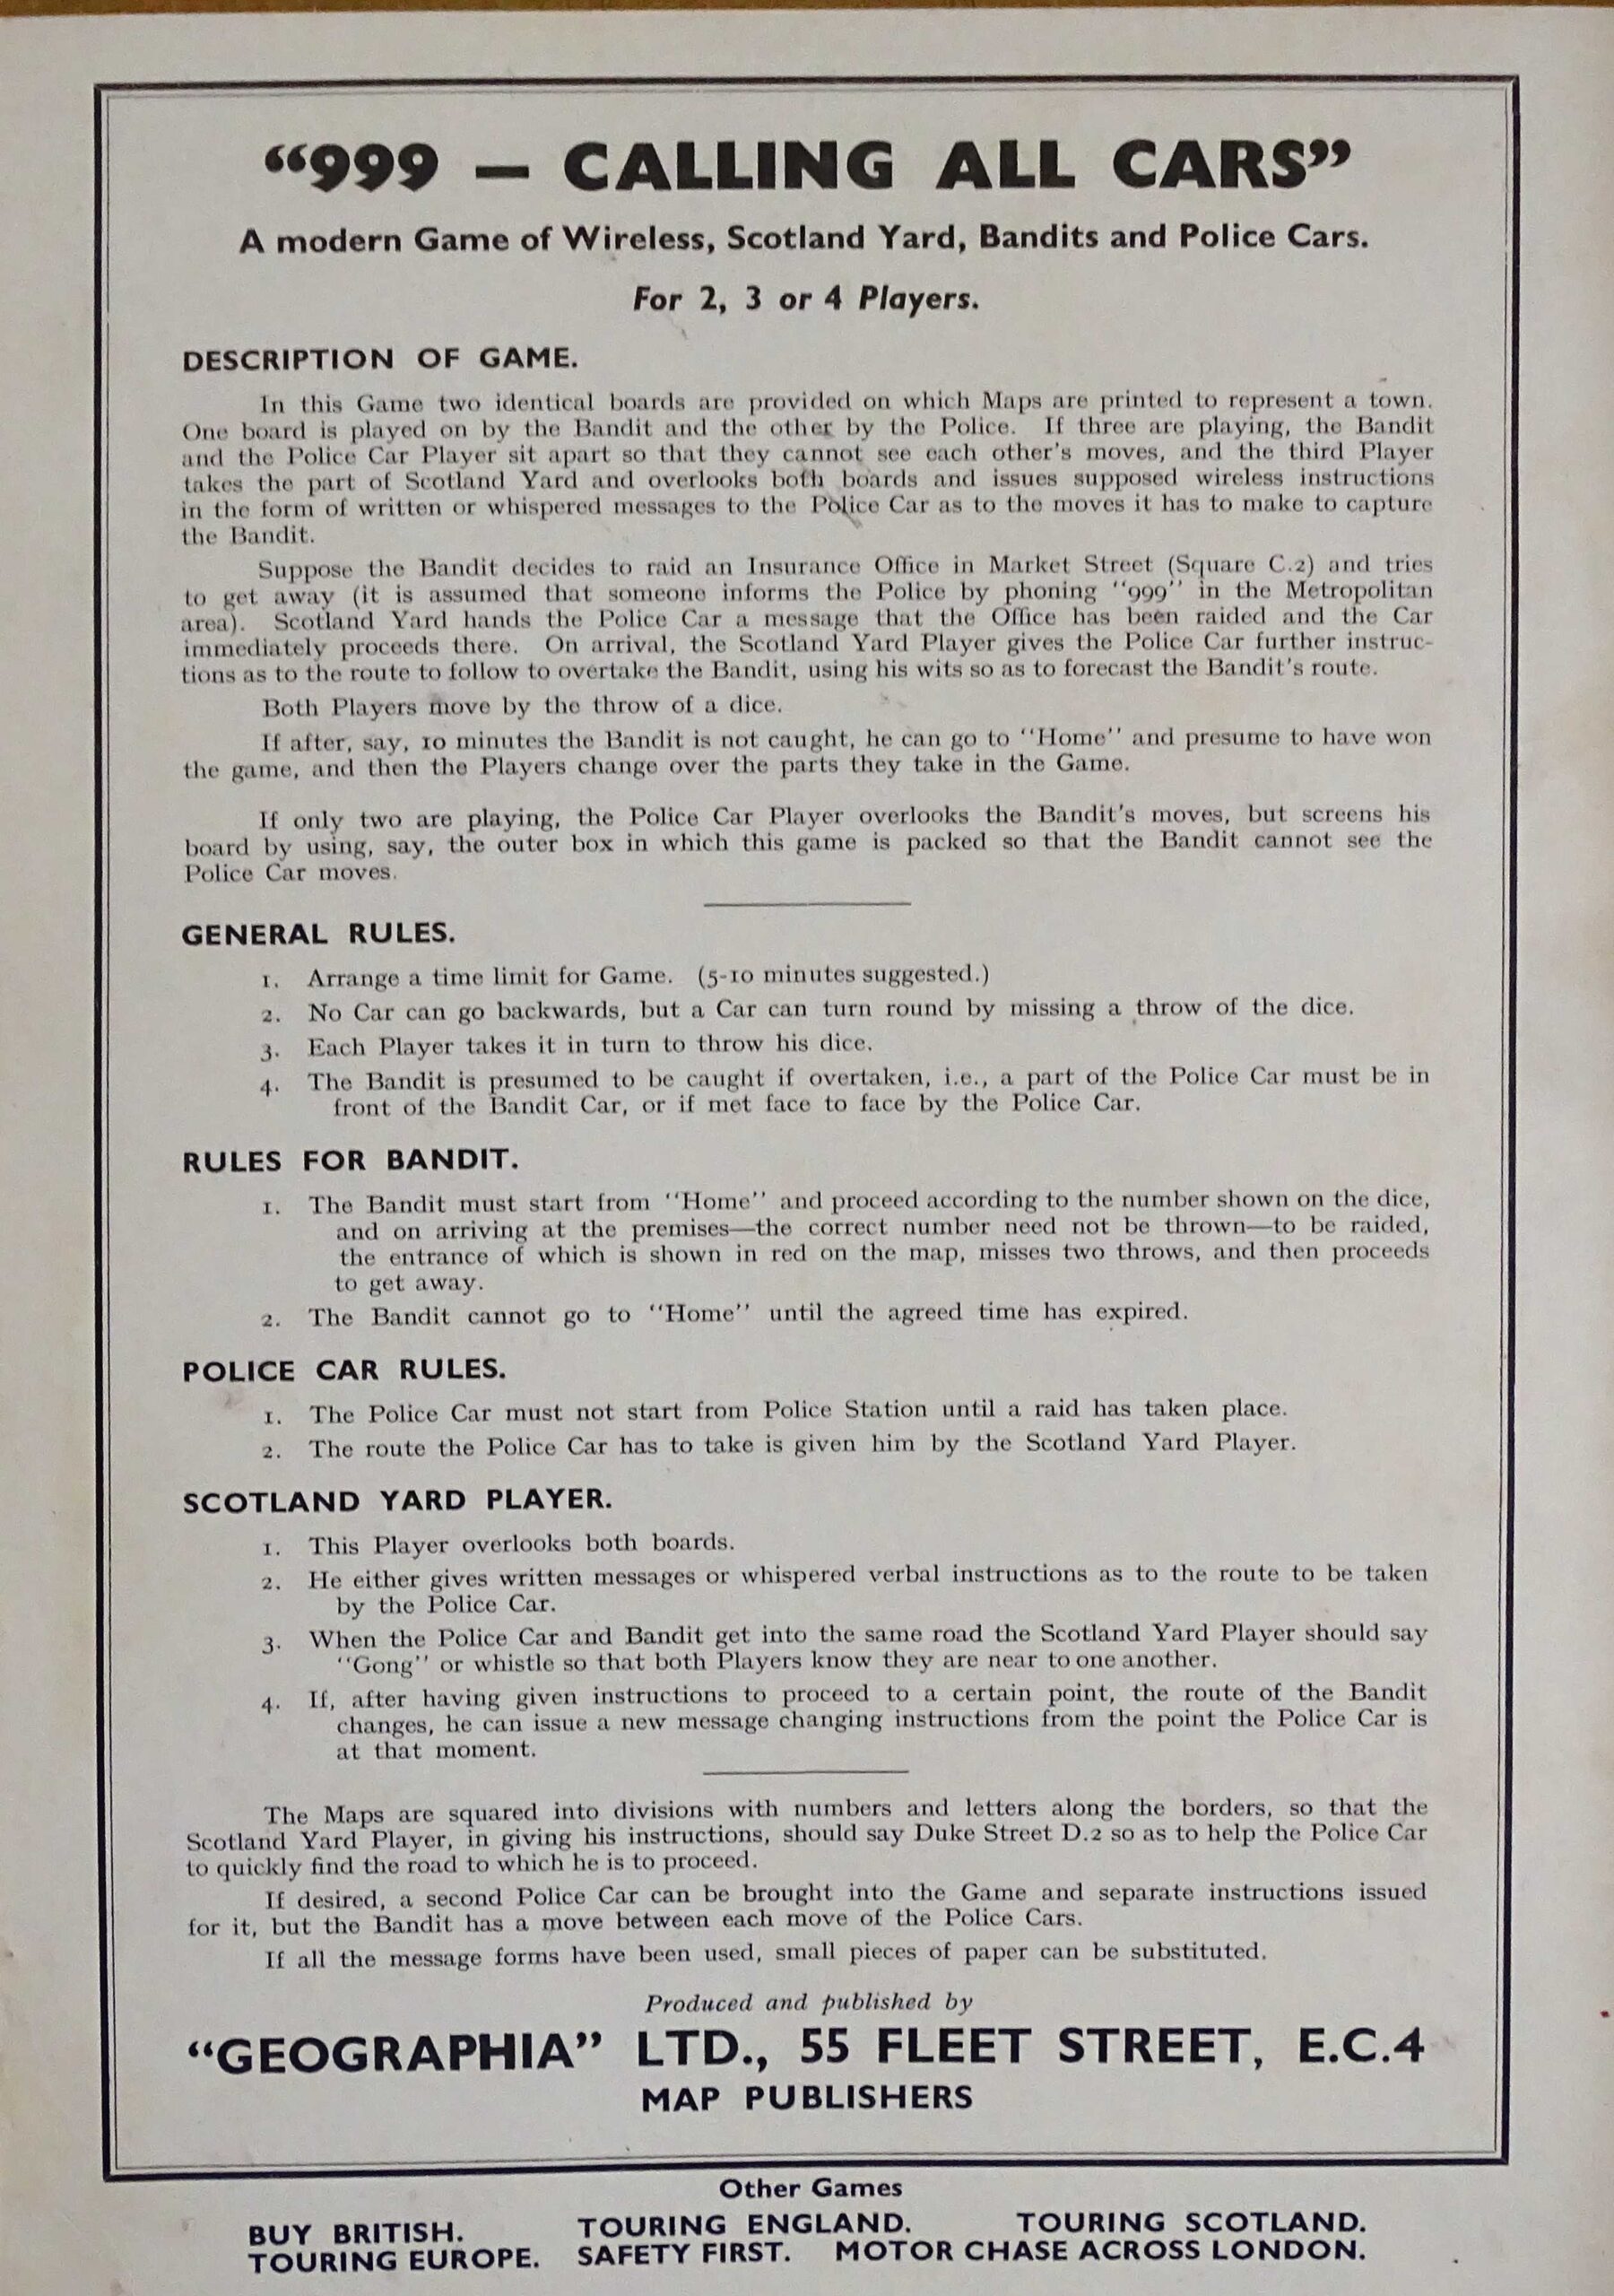 “999 — CALLING ALL CARS”
A modern Game of Wireless, Scotland Yard, Bandits and Police Cars.
For 2, 3 or 4 Players.
DESCRIPTION OF GAME.
In this Game two identical boards are provided on which Maps are printed to represent a town.
One board is played on by the Bandit and the other by the Police. If three are playing, the Bandit
and the Police Car Player sit apart so that they cannot see each other's moves, and the third Player
takes the part of Scotland Yard and overlooks both boards and issues supposed wireless instructions
in the form of written or whispered messages to the Police Car as to the moves it has to make to capture
the Bandit.
Suppose the Bandit decides to raid an Insurance Office in Market Street (Square C.2) and tries
to get away (it is assumed that someone informs the Police by phoning “999” in the Metropolitan
area). Scotland Yard hands the Police Car a message that the Office has been raided and the Car
immediately proceeds there. On arrival, the Scotland Yard Player gives the Police Car further instruc-
tions as to the route to follow to overtake the Bandit, using his wits so as to forecast the Bandit's route.
Both Players move by the throw of a dice.
If after, say, 10 minutes the Bandit is not caught, he can go to “Home” and presume to have won
the game, and then the Players change over the parts they take in the Game.
If only two are playing, the Police Car Player overlooks the Bandit's moves, but screens his
board by using, say, the outer box in which this game is packed so that the Bandit cannot see the
Police Car moves.
GENERAL RULES.
1. Arrange a time limit for Game. (5-10 minutes suggested.)
2. No Car can go backwards, but a Car can turn round by missing a throw of the dice.
3. Each Player takes it in turn to throw his dice.
4. The Bandit is presumed to be caught if overtaken, i.e., a part of the Police Car must be in
front of the Bandit Car, or if met face to face by the Police Car.
RULES FOR BANDIT.
1. The Bandit must start from “Home” and proceed according to the number shown on the dice,
and on arriving at the premises—the correct number need not be thrown—to be raided,
the entrance of which is shown in red on the map, misses two throws, and then proceeds
to get away.
2. The Bandit cannot go to “Home” until the agreed time has expired.
POLICE CAR RULES.
1. The Police Car must not start from Police Station until a raid has taken place.
2. The route the Police Car has to take is given him by the Scotland Yard Player.
SCOTLAND YARD PLAYER.
1. This Player overlooks both boards.
2. He either gives written messages or whispered verbal instructions as to the route to be taken
by the Police Car.
3. When the Police Car and Bandit get into the same road the Scotland Yard Player should say
“Gong” or whistle so that both Players know they are near to one another.
4. If, after having given instructions to proceed to a certain point, the route of the Bandit
changes, he can issue a new message changing instructions from the point the Police Car is
at that moment.
The Maps are squared into divisions with numbers and letters along the borders, so that the
Scotland Yard Player, in giving his instructions, should say Duke Street D.2 so as to help the Police Car
to quickly find the road to which he is to proceed.
If desired, a second Police Car can be brought into the Game and separate instructions issued
for it, but the Bandit has a move between each move of the Police Cars.
If all the message forms have been used, small pieces of paper can be substituted.
Produced and published by
“GEOGRAPHIA” LTD., 55 FLEET STREET, E.C.4
MAP PUBLISHERS
Other Games
BUY BRITISH. TOURING ENGLAND. TOURING SCOTLAND.
TOURING EUROPE. SAFETY FIRST. MOTOR CHASE ACROSS LONDON.